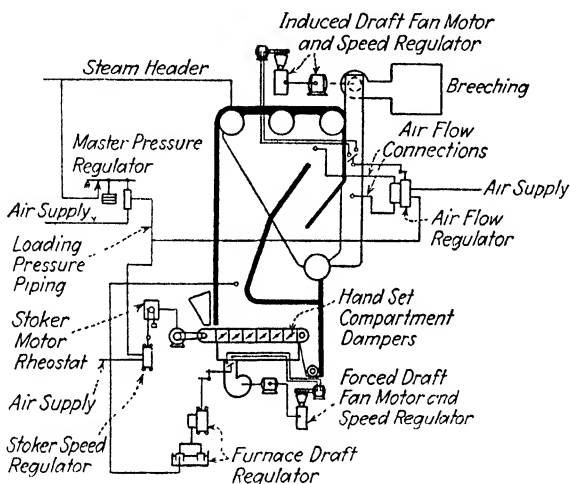 Induced Draft Fan Motor
and Speed Regulator
Steam Header
Breeching
Master Pressure
Regulator
Air Flow
Connections
Air Supply
Air Supply
Air Flow
Regulator
Loading
Pressure
Piping
Stoker
Motor
Rheostat
Hand Set
Compartment
Dampers
Air Supply
Forced Draft
Fan Motor and
Speed Regulator
Stoker Speed
Regulator
Furnace Draft
Regulator